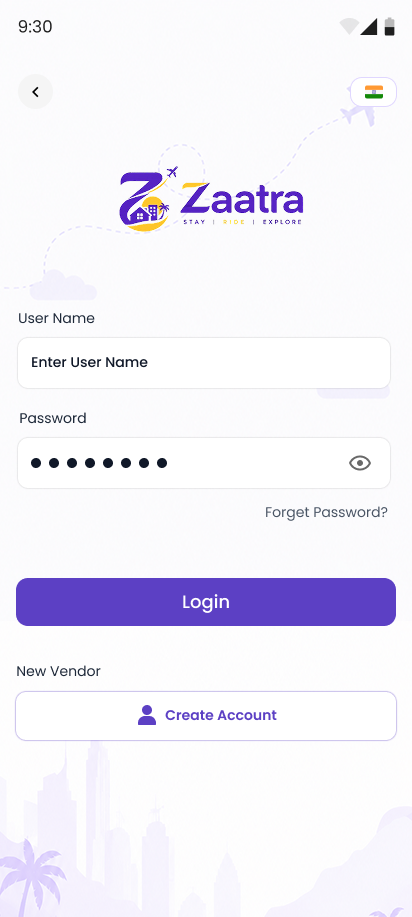 9:30
Zaatra
STAY | RIDE | EXPLORE
User Name
Enter User Name
Password
Forget Password?
Login
New Vendor
Create Account